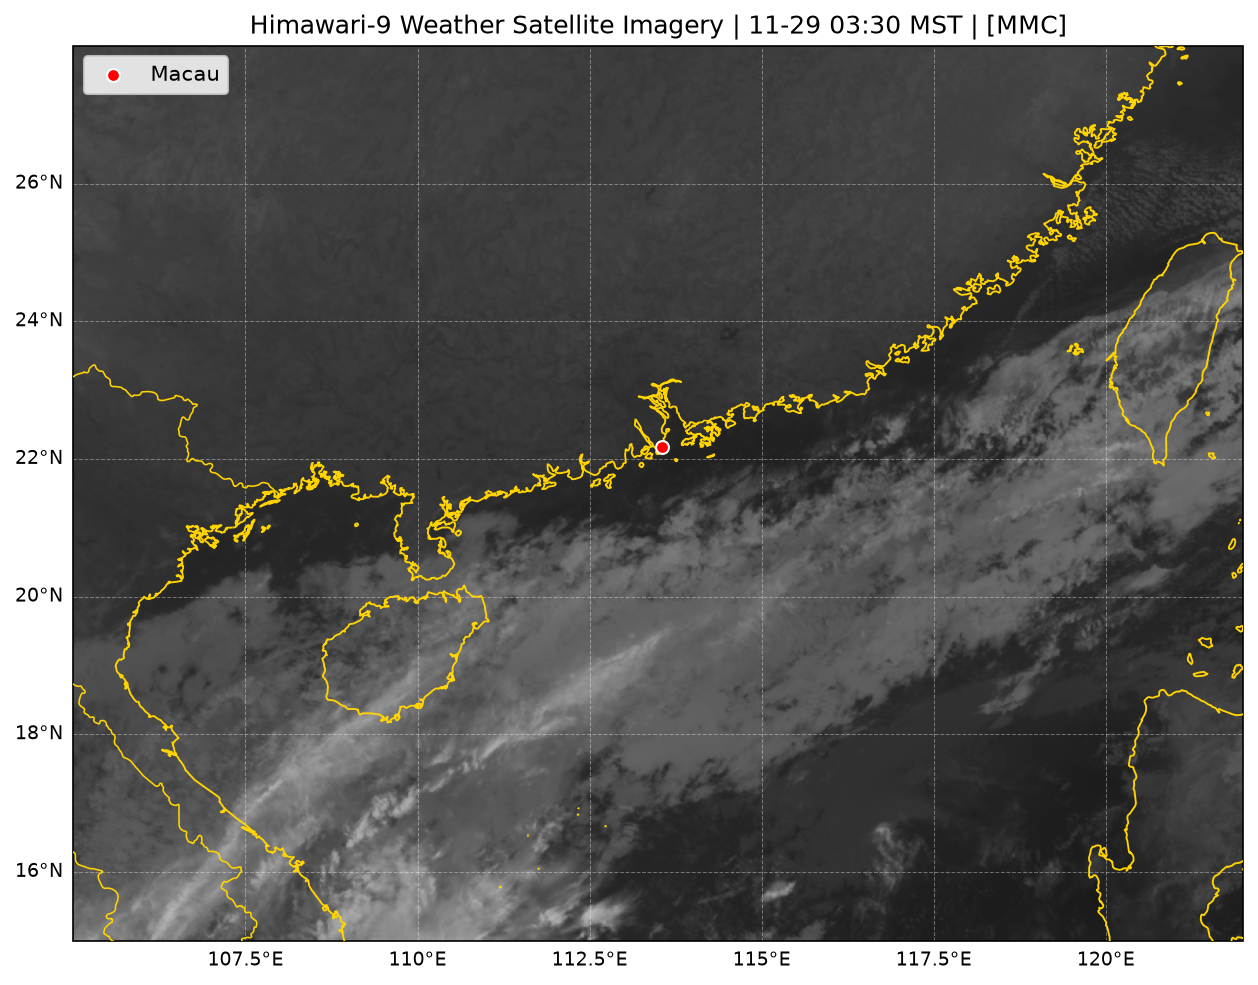 Himawari-9 Weather Satellite Imagery | 11-29 03:30 MST | [MMC]
Macau
26°N
24°N
22°N
20°N
18°N
16°N
107.5°E
110°E
112.5°E
115°E
117.5°E
120°E